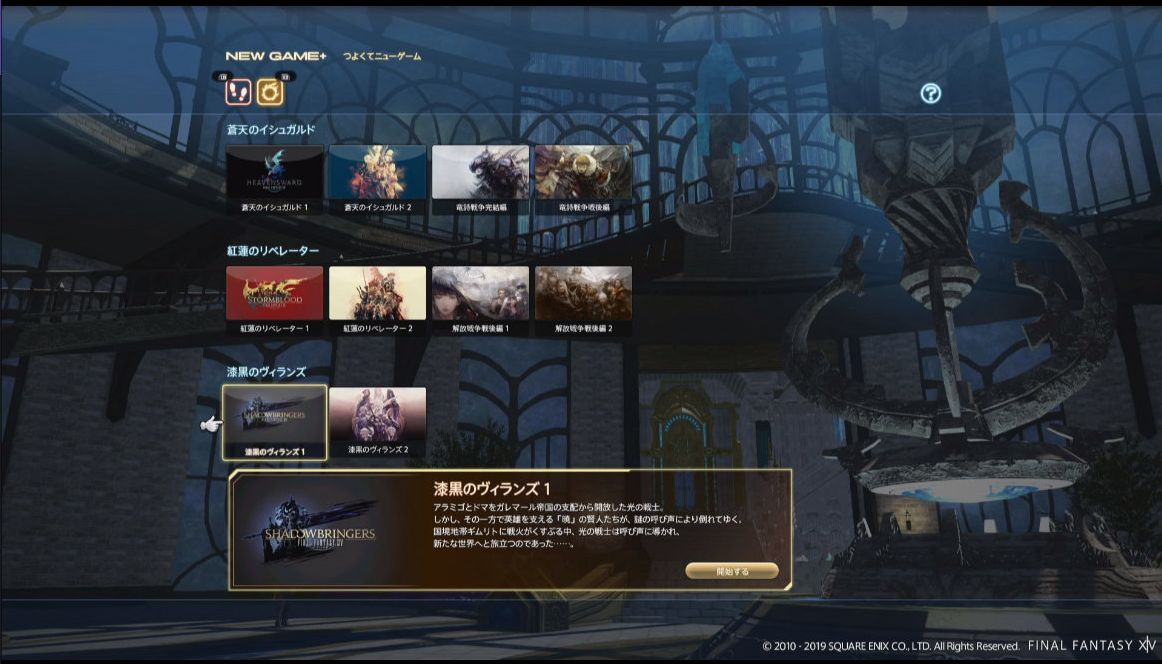 NEW GAME+ つよくてニューゲーム
蒼天のイシュガルド
HEAVENSWARD
蒼天のイシュガルド 1
蒼天のイシュガルド 2
竜詩戦争完結編
竜詩戦争戦後編
紅蓮のリベレーター
STORMBLOOD
紅蓮のリベレーター 1
紅蓮のリベレーター 2
解放戦争戦後編 1
解放戦争戦後編 2
漆黒のヴィランズ
SHADOWBRINGERS
漆黒のヴィランズ 1
漆黒のヴィランズ 2
漆黒のヴィランズ 1
アラミゴとドマをガレマール帝国の支配から開放した光の戦士。
しかし、その一方で英雄を支える「暁」の賢人たちが、謎の呼び声により倒れてゆく。
国境地帯ギムリトに戦火がくすぶる中、光の戦士は呼び声に導かれ、
新たな世界へと旅立つのであった……。
SHADOWBRINGERS
FINAL FANTASY XIV
開始する
© 2010 - 2019 SQUARE ENIX CO., LTD. All Rights Reserved. FINAL FANTASY XIV